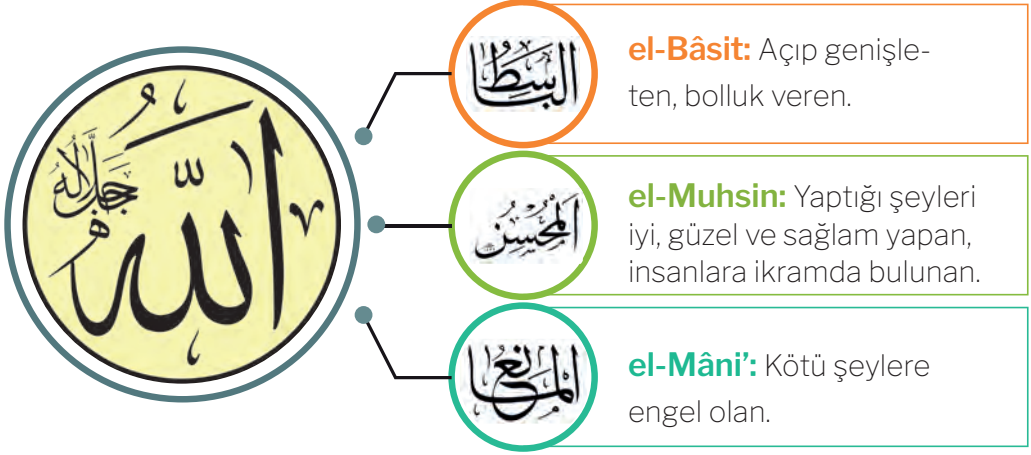 الله
جل جلاله
الباسط
el-Bâsit: Açıp genişle-
ten, bolluk veren.
المحسن
el-Muhsin: Yaptığı şeyleri
iyi, güzel ve sağlam yapan,
insanlara ikramda bulunan.
المانع
el-Mâni’: Kötü şeylere
engel olan.